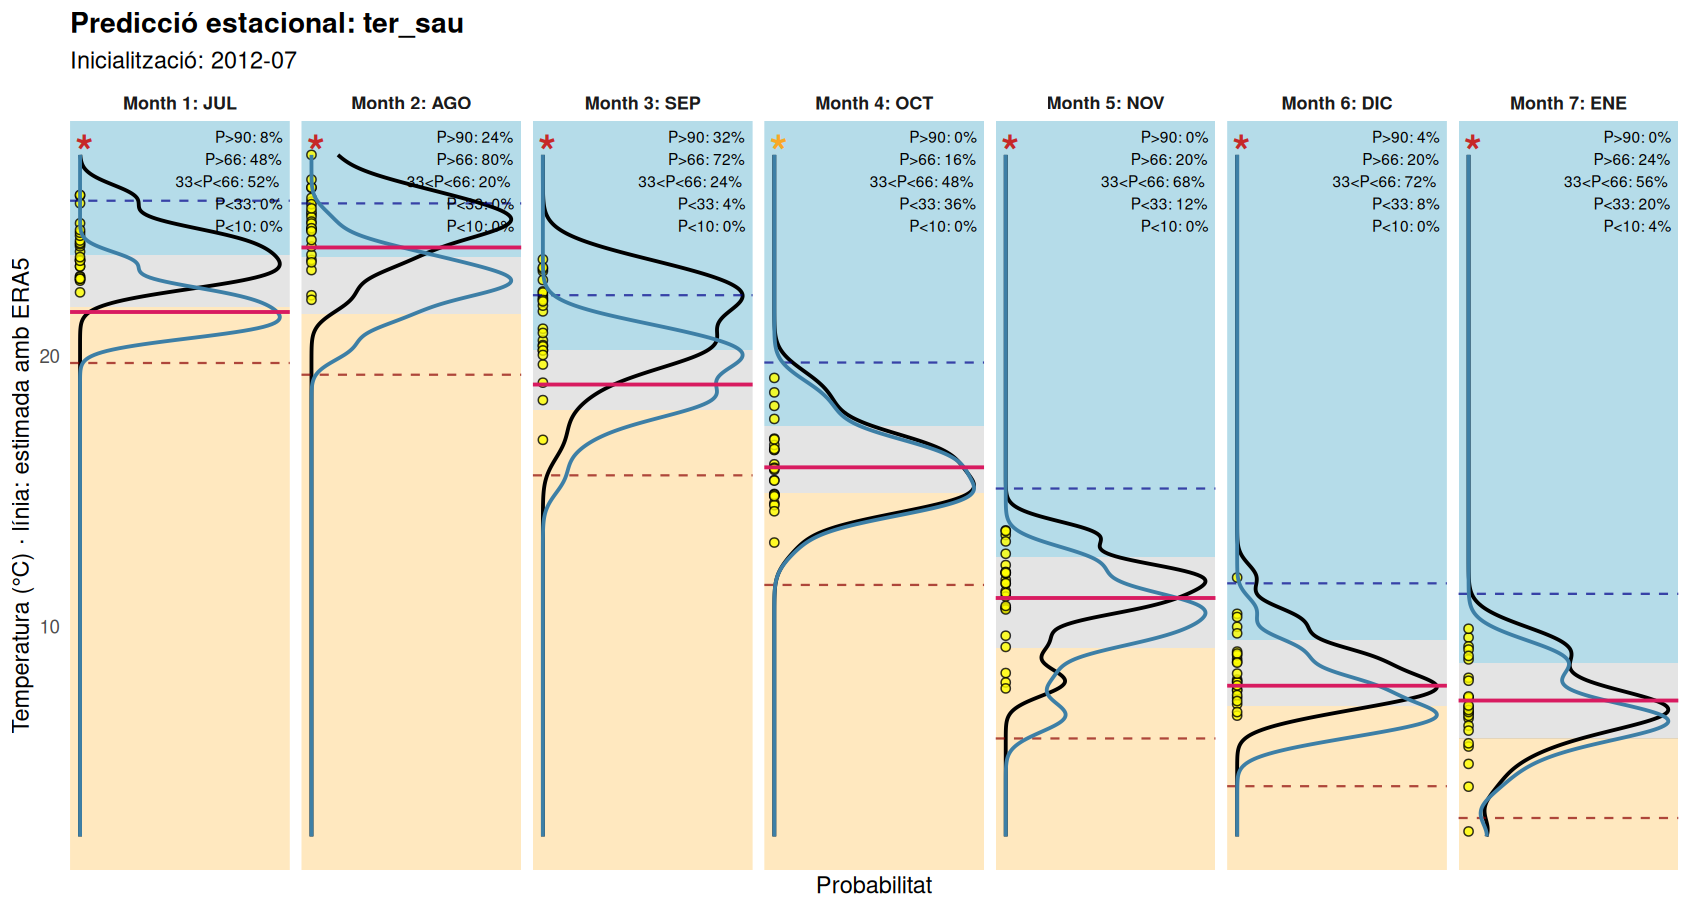 Predicció estacional: ter_sau
Inicialització: 2012-07
Month 1: JUL
P>90: 8%
P>66: 48%
33<P<66: 52%
P<33: 0%
P<10: 0%
Month 2: AGO
P>90: 24%
P>66: 80%
33<P<66: 20%
P<33: 0%
P<10: 0%
Month 3: SEP
P>90: 32%
P>66: 72%
33<P<66: 24%
P<33: 4%
P<10: 0%
Month 4: OCT
P>90: 0%
P>66: 16%
33<P<66: 48%
P<33: 36%
P<10: 0%
Month 5: NOV
P>90: 0%
P>66: 20%
33<P<66: 68%
P<33: 12%
P<10: 0%
Month 6: DIC
P>90: 4%
P>66: 20%
33<P<66: 72%
P<33: 8%
P<10: 0%
Month 7: ENE
P>90: 0%
P>66: 24%
33<P<66: 56%
P<33: 20%
P<10: 4%
Temperatura (°C) · línia: estimada amb ERA5
20
10
Probabilitat